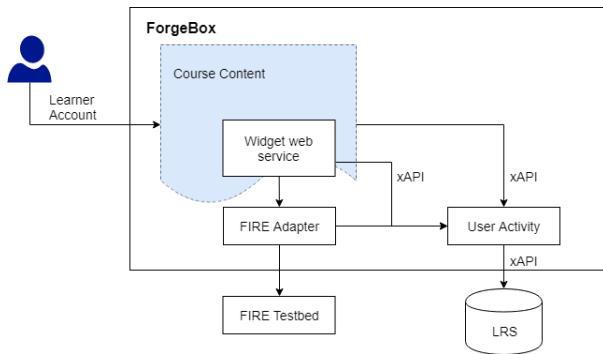 ForgeBox
Course Content
Learner
Account
Widget web
service
xAPI
xAPI
FIRE Adapter
User Activity
xAPI
FIRE Testbed
LRS